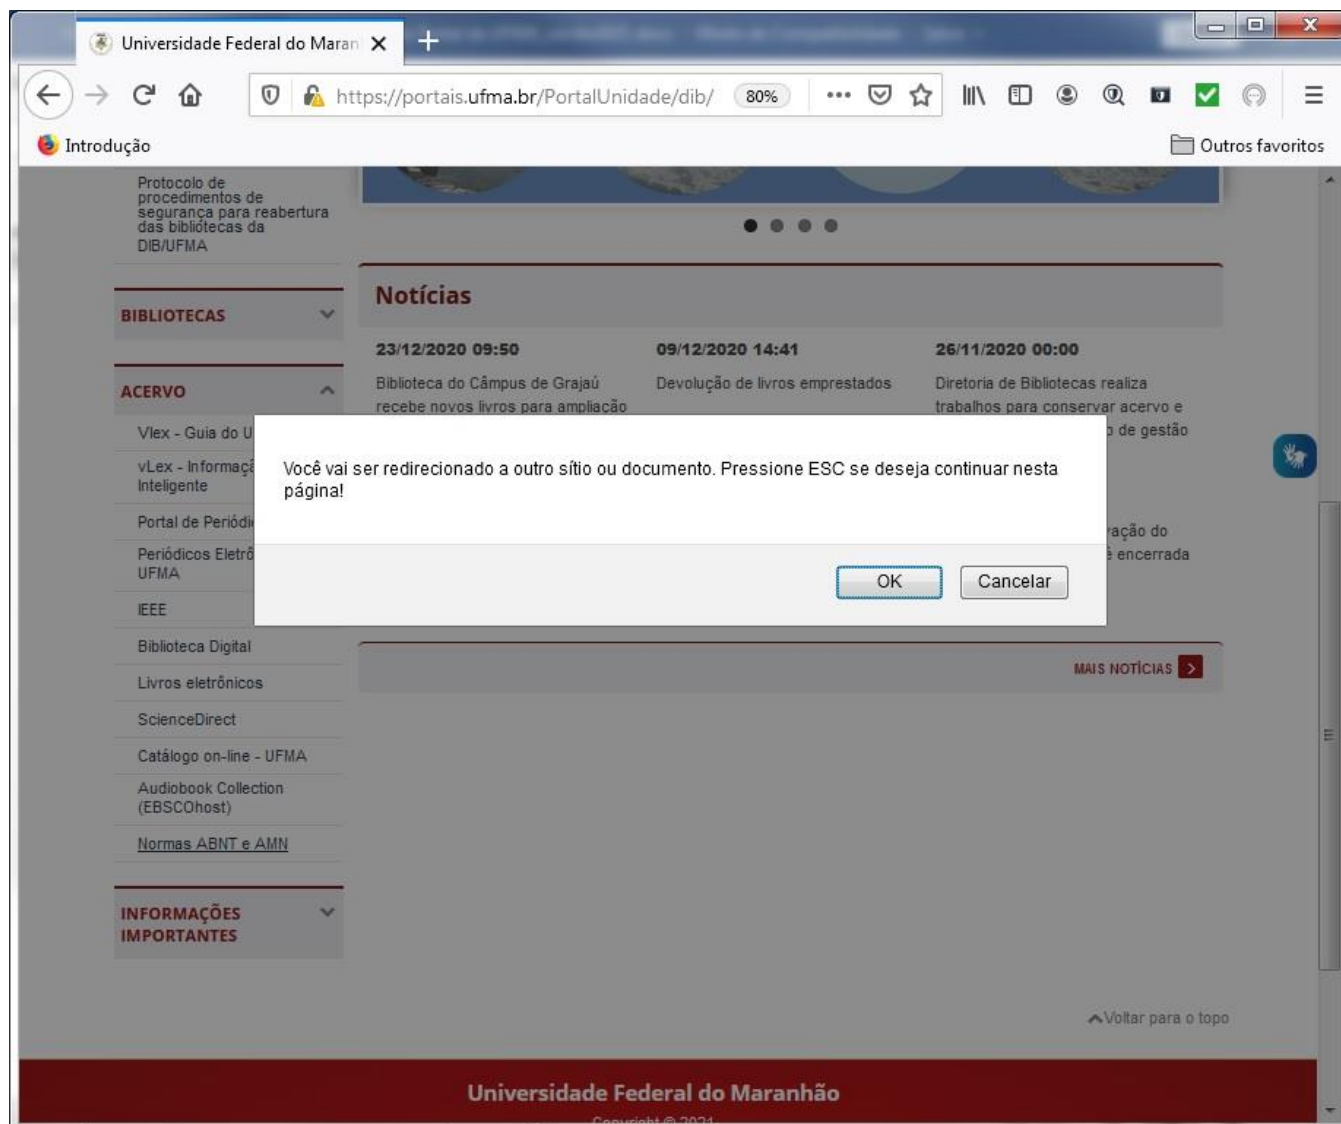 Universidade Federal do Maran
https://portais.ufma.br/PortalUnidade/dib/ 80%
Introdução
Outros favoritos
Protocolo de
procedimentos de
segurança para reabertura
das bibliotecas da
DIB/UFMA
BIBLIOTECAS
ACERVO
Vlex - Guia do U
vLex - Informaçã
Inteligente
Portal de Periódi
Periódicos Eletrô
UFMA
IEEE
Biblioteca Digital
Livros eletrônicos
ScienceDirect
Catálogo on-line - UFMA
Audiobook Collection
(EBSCOhost)
Normas ABNT e AMN
INFORMAÇÕES
IMPORTANTES
Notícias
23/12/2020 09:50
Biblioteca do Câmpus de Grajaú
recebe novos livros para ampliação
09/12/2020 14:41
Devolução de livros emprestados
26/11/2020 00:00
Diretoria de Bibliotecas realiza
trabalhos para conservar acervo e
de gestão
vação do
é encerrada
Você vai ser redirecionado a outro sítio ou documento. Pressione ESC se deseja continuar nesta
página!
OK Cancelar
MAIS NOTÍCIAS
Voltar para o topo
Universidade Federal do Maranhão
Copyright © 2021